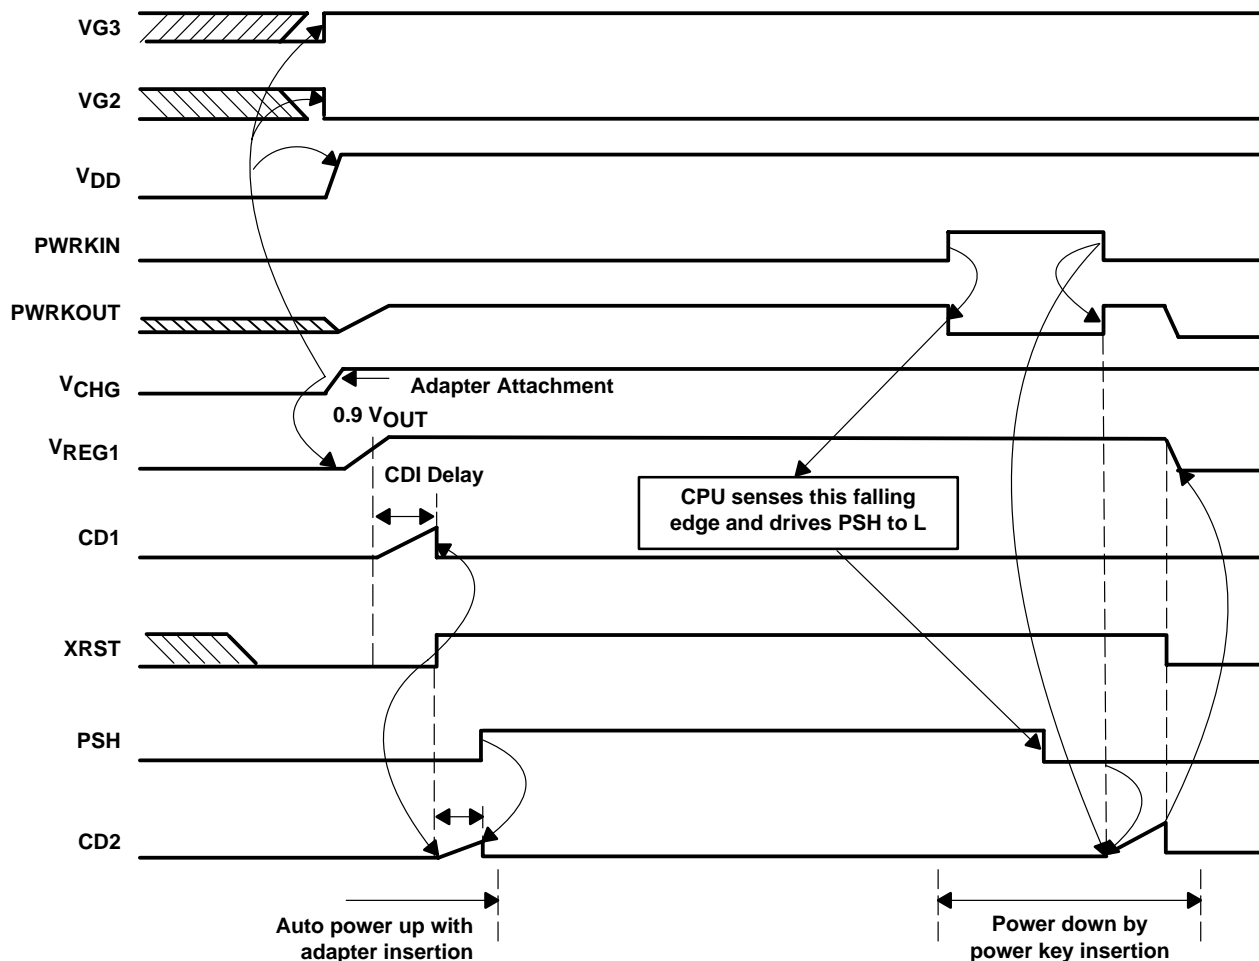 VG3
VG2
VDD
PWRKIN
PWRKOUT
VCHG
Adapter Attachment
0.9 VOUT
VREG1
CDI Delay
CPU senses this falling
edge and drives PSH to L
CD1
XRST
PSH
CD2
Auto power up with
adapter insertion
Power down by
power key insertion